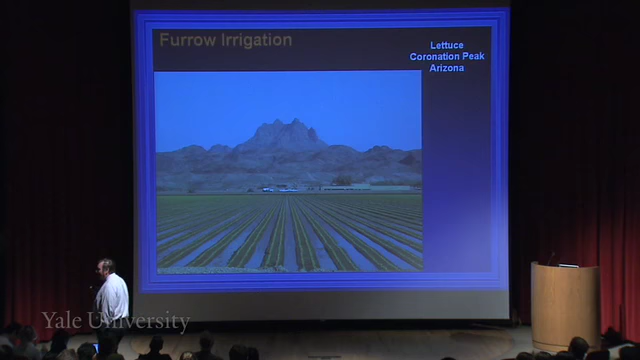 Furrow Irrigation
Lettuce
Coronation Peak
Arizona
Yale University